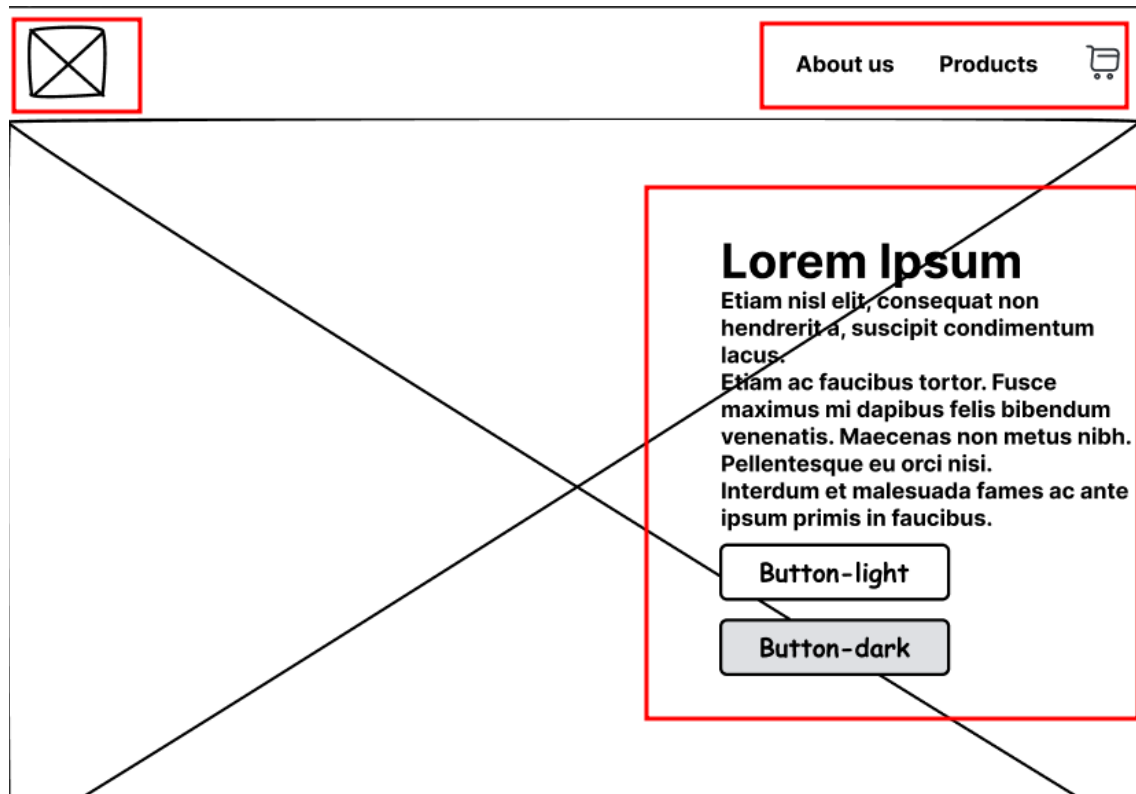 About us Products
Lorem Ipsum
Etiam nisl elit, consequat non
hendrerit a, suscipit condimentum
lacus.
Etiam ac faucibus tortor. Fusce
maximus mi dapibus felis bibendum
venenatis. Maecenas non metus nibh.
Pellentesque eu orci nisi.
Interdum et malesuada fames ac ante
ipsum primis in faucibus.
Button-light
Button-dark